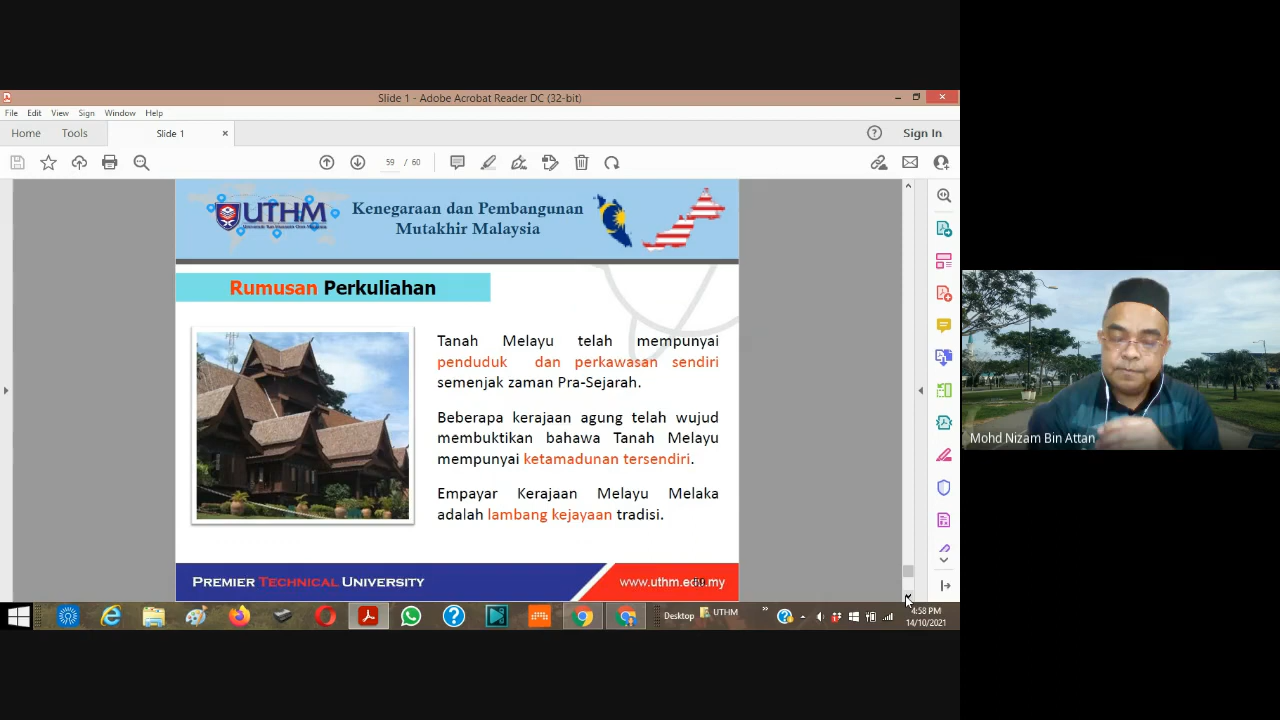 Slide 1 - Adobe Acrobat Reader DC (32-bit)
File Edit View Sign Window Help
Home Tools Slide 1 × Sign In
59 / 60
UTHM
Kenegaraan dan Pembangunan
Mutakhir Malaysia
Rumusan Perkuliahan
Tanah Melayu telah mempunyai
penduduk dan perkawasan sendiri
semenjak zaman Pra-Sejarah.
Beberapa kerajaan agung telah wujud
membuktikan bahawa Tanah Melayu
mempunyai ketamadunan tersendiri.
Empayar Kerajaan Melayu Melaka
adalah lambang kejayaan tradisi.
Mohd Nizam Bin Attan
PREMIER TECHNICAL UNIVERSITY
www.uthm.edu.my
Desktop UTHM
4:58 PM
14/10/2021